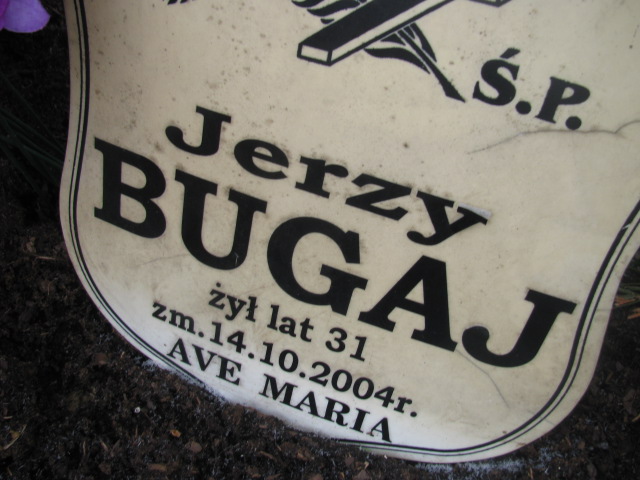 Ś.P.
Jerzy
BUGAJ
żył lat 31
zm.14.10.2004r.
AVE MARIA